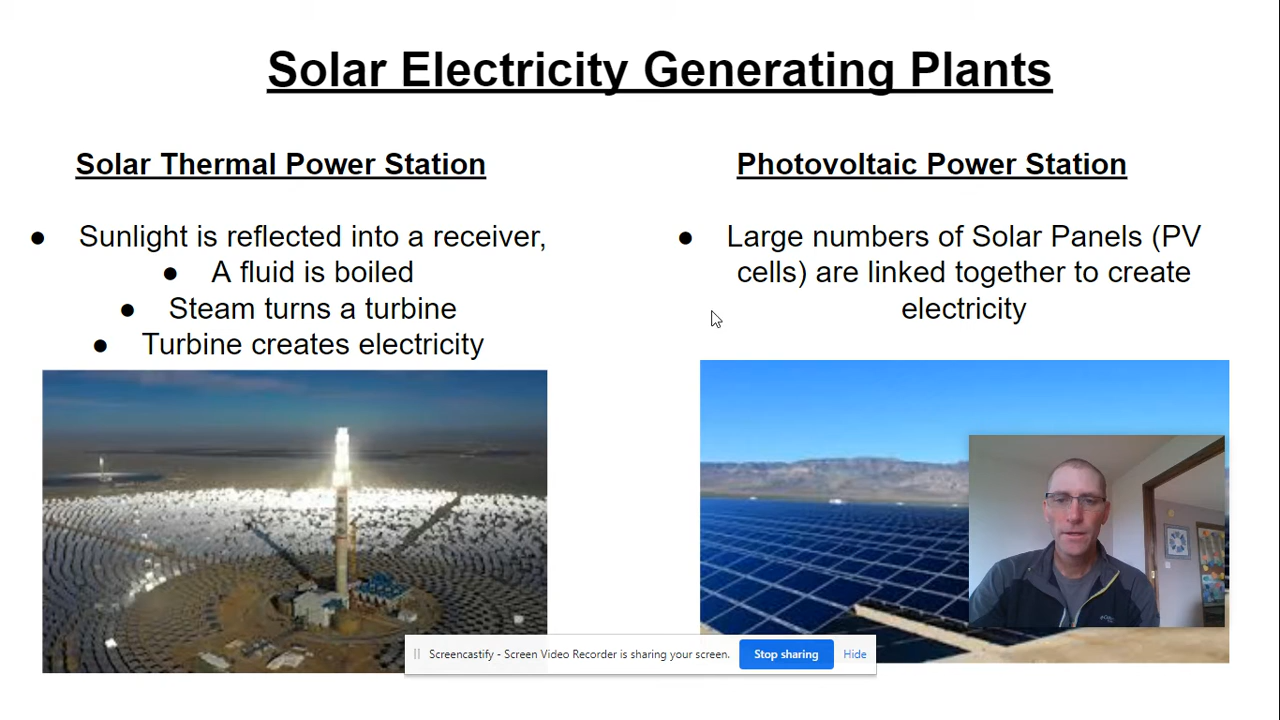 Solar Electricity Generating Plants
Solar Thermal Power Station
● Sunlight is reflected into a receiver,
● A fluid is boiled
● Steam turns a turbine
● Turbine creates electricity
Photovoltaic Power Station
● Large numbers of Solar Panels (PV
cells) are linked together to create
electricity
Screencastify - Screen Video Recorder is sharing your screen. Stop sharing Hide